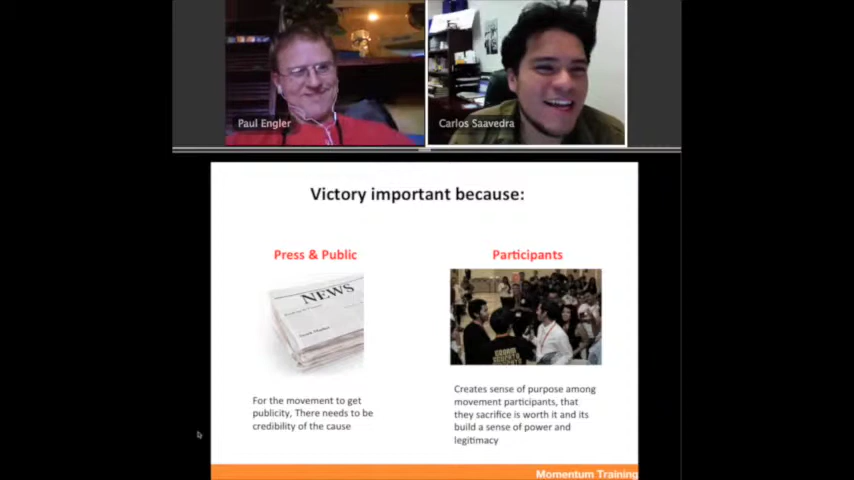 Paul Engler
Carlos Saavedra
Victory important because:
Press & Public
Participants
NEWS
For the movement to get
publicity, There needs to be
credibility of the cause
Creates sense of purpose among
movement participants, that
they sacrifice is worth it and its
build a sense of power and
legitimacy
Momentum Training